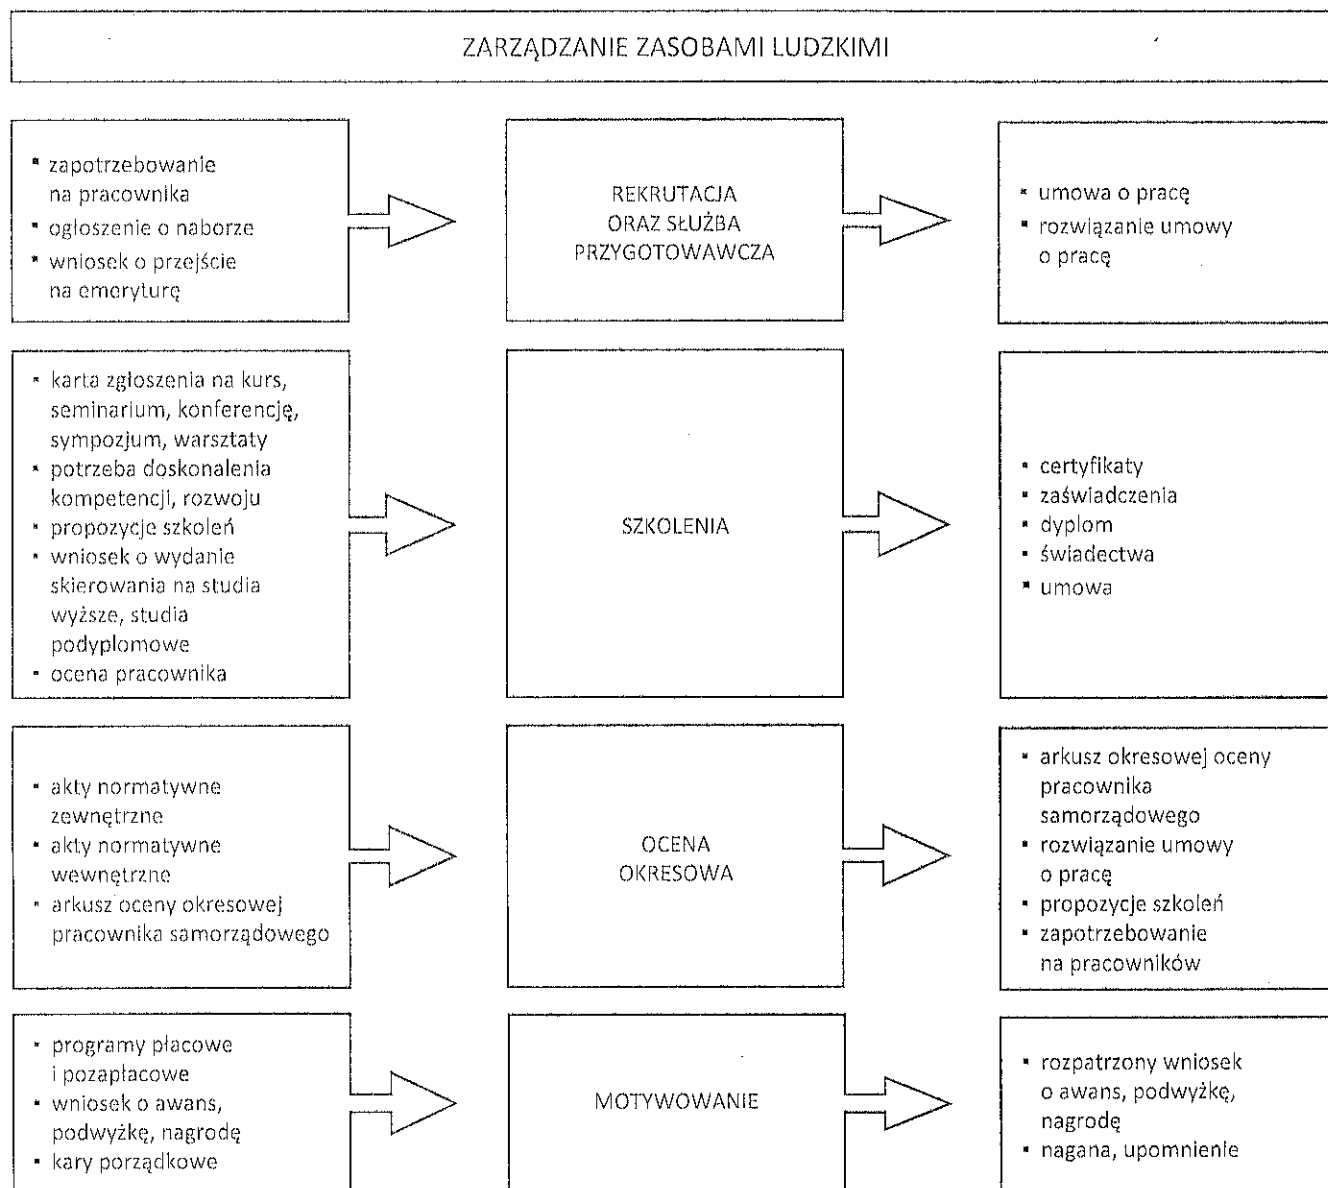 ZARZĄDZANIE ZASOBAMI LUDZKIMI
▪ zapotrzebowanie
na pracownika
▪ ogłoszenie o naborze
▪ wniosek o przejście
na emeryturę
REKRUTACJA
ORAZ SŁUŻBA
PRZYGOTOWAWCZA
▪ umowa o pracę
▪ rozwiązanie umowy
o pracę
▪ karta zgłoszenia na kurs,
seminarium, konferencję,
sympozjum, warsztaty
▪ potrzeba doskonalenia
kompetencji, rozwoju
▪ propozycje szkoleń
▪ wniosek o wydanie
skierowania na studia
wyższe, studia
podyplomowe
▪ ocena pracownika
SZKOLENIA
▪ certyfikaty
▪ zaświadczenia
▪ dyplom
▪ świadectwa
▪ umowa
▪ akty normatywne
zewnętrzne
▪ akty normatywne
wewnętrzne
▪ arkusz oceny okresowej
pracownika samorządowego
OCENA
OKRESOWA
▪ arkusz okresowej oceny
pracownika
samorządowego
▪ rozwiązanie umowy
o pracę
▪ propozycje szkoleń
▪ zapotrzebowanie
na pracowników
▪ programy płacowe
i pozapłacowe
▪ wniosek o awans,
podwyżkę, nagrodę
▪ kary porządkowe
MOTYWOWANIE
▪ rozpatrzony wniosek
o awans, podwyżkę,
nagrodę
▪ nagana, upomnienie